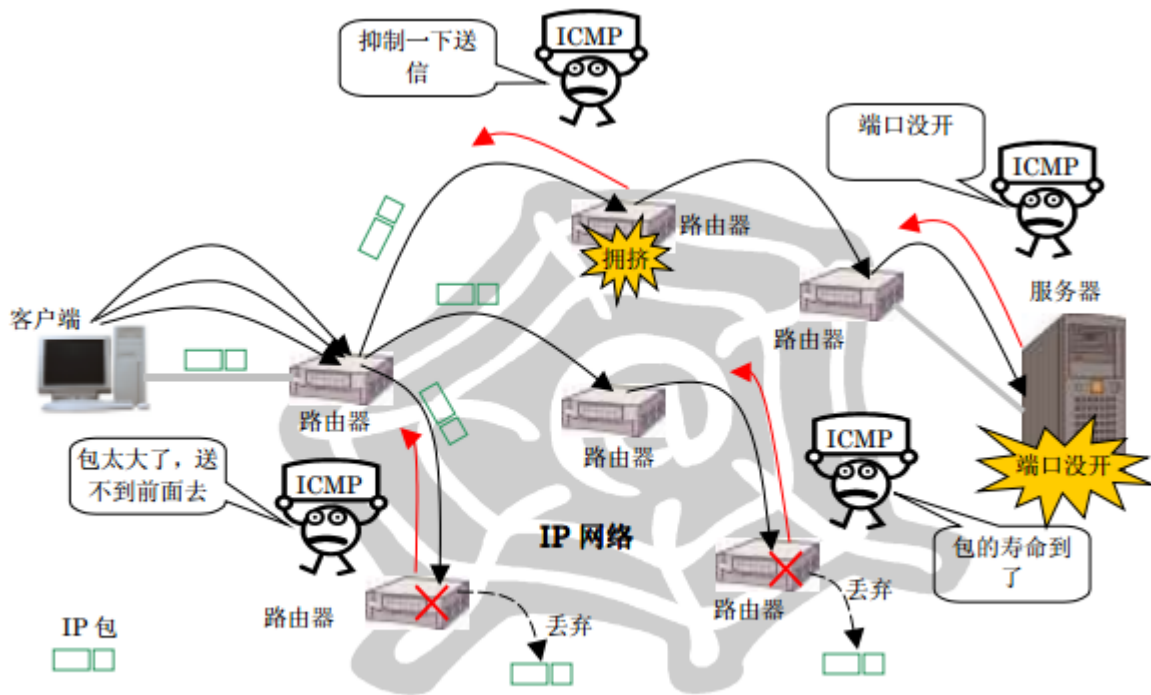 ICMP
抑制一下送
信
ICMP
端口没开
路由器
拥挤
服务器
客户端
路由器
路由器
路由器
ICMP
包太大了，送
不到前面去
ICMP
端口没开
IP 网络
包的寿命到
了
路由器
丢弃
路由器
丢弃
IP 包